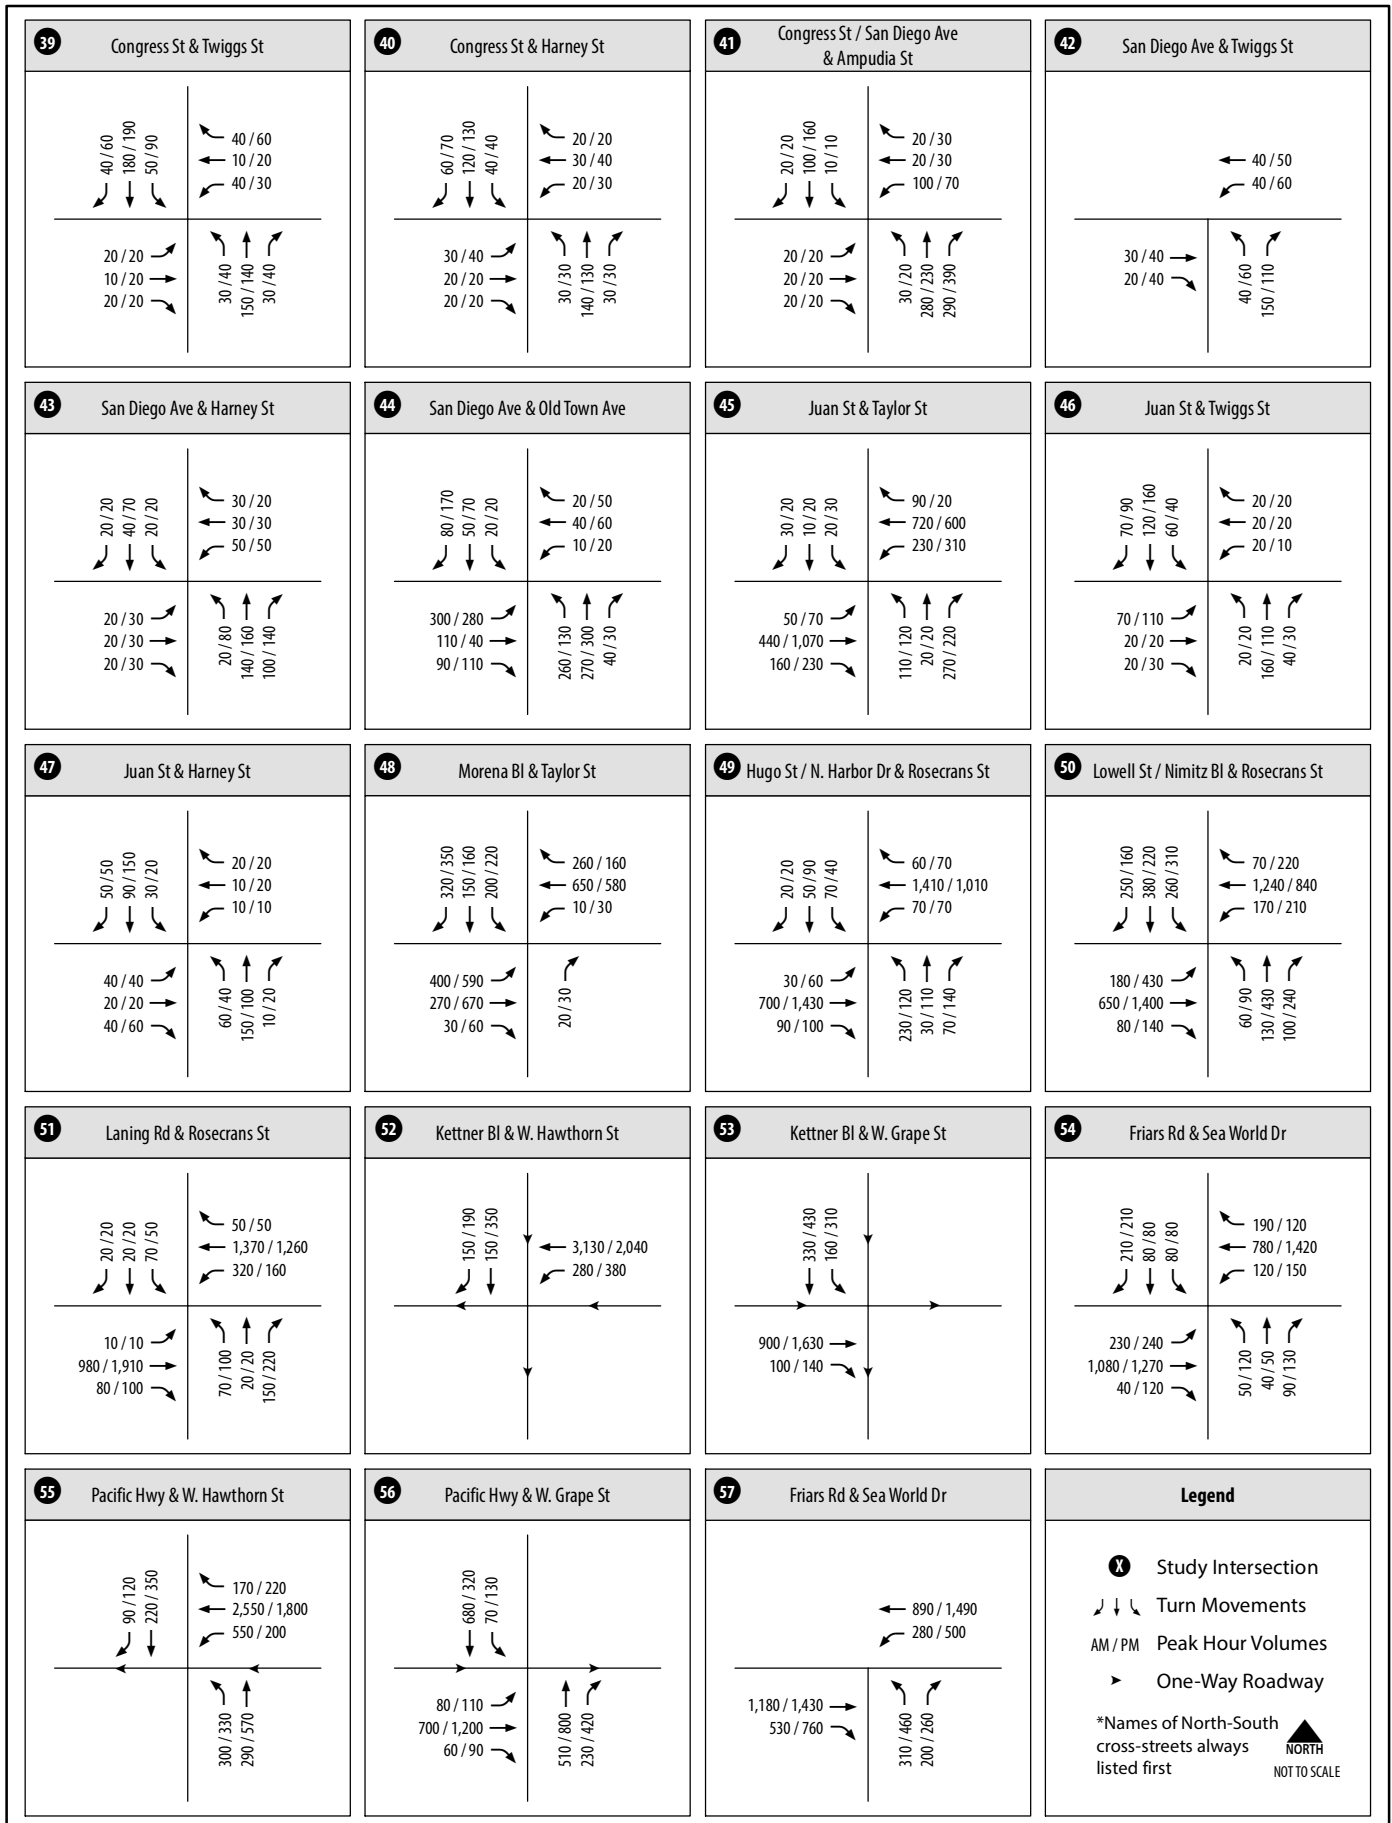 39 Congress St & Twiggs St
40 / 60
180 / 190
50 / 90
40 / 60
10 / 20
40 / 30
20 / 20
10 / 20
20 / 20
30 / 40
150 / 140
30 / 40
40 Congress St & Harney St
60 / 70
120 / 130
40 / 40
20 / 20
30 / 40
20 / 30
30 / 40
20 / 20
20 / 20
30 / 30
140 / 130
30 / 30
41 Congress St / San Diego Ave
& Ampudia St
20 / 20
100 / 160
10 / 10
20 / 30
20 / 30
100 / 70
20 / 20
20 / 20
20 / 20
30 / 20
280 / 230
290 / 390
42 San Diego Ave & Twiggs St
40 / 50
40 / 60
30 / 40
20 / 40
40 / 60
150 / 110
43 San Diego Ave & Harney St
20 / 20
40 / 70
20 / 20
30 / 20
30 / 30
50 / 50
20 / 30
20 / 30
20 / 30
20 / 80
140 / 160
100 / 140
44 San Diego Ave & Old Town Ave
80 / 170
50 / 70
20 / 20
20 / 50
40 / 60
10 / 20
300 / 280
110 / 40
90 / 110
260 / 130
270 / 300
40 / 30
45 Juan St & Taylor St
30 / 20
10 / 20
20 / 30
90 / 20
720 / 600
230 / 310
50 / 70
440 / 1,070
160 / 230
110 / 120
20 / 20
270 / 220
46 Juan St & Twiggs St
70 / 90
120 / 160
60 / 40
20 / 20
20 / 20
20 / 10
70 / 110
20 / 20
20 / 30
20 / 20
160 / 110
40 / 30
47 Juan St & Harney St
50 / 50
90 / 150
30 / 20
20 / 20
10 / 20
10 / 10
40 / 40
20 / 20
40 / 60
60 / 40
150 / 100
10 / 20
48 Morena Bl & Taylor St
320 / 350
150 / 160
200 / 220
260 / 160
650 / 580
10 / 30
400 / 590
270 / 670
30 / 60
20 / 30
49 Hugo St / N. Harbor Dr & Rosecrans St
20 / 20
50 / 90
70 / 40
60 / 70
1,410 / 1,010
70 / 70
30 / 60
700 / 1,430
90 / 100
230 / 120
30 / 110
70 / 140
50 Lowell St / Nimitz Bl & Rosecrans St
250 / 160
380 / 220
260 / 310
70 / 220
1,240 / 840
170 / 210
180 / 430
650 / 1,400
80 / 140
60 / 90
130 / 430
100 / 240
51 Laning Rd & Rosecrans St
20 / 20
20 / 20
70 / 50
50 / 50
1,370 / 1,260
320 / 160
10 / 10
980 / 1,910
80 / 100
70 / 100
20 / 20
150 / 220
52 Kettner Bl & W. Hawthorn St
150 / 190
150 / 350
3,130 / 2,040
280 / 380
53 Kettner Bl & W. Grape St
330 / 430
160 / 310
900 / 1,630
100 / 140
54 Friars Rd & Sea World Dr
210 / 210
80 / 80
80 / 80
190 / 120
780 / 1,420
120 / 150
230 / 240
1,080 / 1,270
40 / 120
50 / 120
40 / 50
90 / 130
55 Pacific Hwy & W. Hawthorn St
90 / 120
220 / 350
170 / 220
2,550 / 1,800
550 / 200
300 / 330
290 / 570
56 Pacific Hwy & W. Grape St
680 / 320
70 / 130
80 / 110
700 / 1,200
60 / 90
510 / 800
230 / 420
57 Friars Rd & Sea World Dr
890 / 1,490
280 / 500
1,180 / 1,430
530 / 760
310 / 460
200 / 260
Legend
X Study Intersection
Turn Movements
AM / PM Peak Hour Volumes
One-Way Roadway
*Names of North-South
cross-streets always
listed first
NORTH
NOT TO SCALE